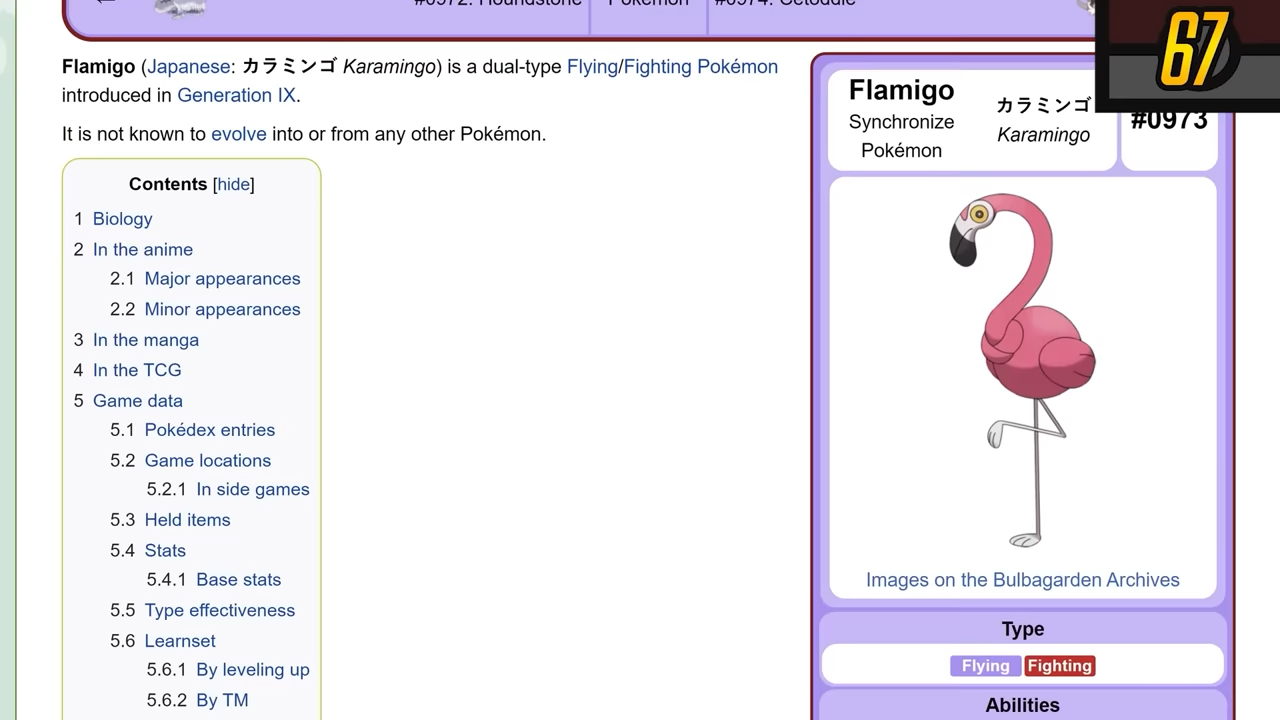 #0972: Houndstone
Pokémon
#0974: Cetoddle
67
Flamigo (Japanese: カラミンゴ Karamingo) is a dual-type Flying/Fighting Pokémon
introduced in Generation IX.
It is not known to evolve into or from any other Pokémon.
Contents [hide]
1 Biology
2 In the anime
2.1 Major appearances
2.2 Minor appearances
3 In the manga
4 In the TCG
5 Game data
5.1 Pokédex entries
5.2 Game locations
5.2.1 In side games
5.3 Held items
5.4 Stats
5.4.1 Base stats
5.5 Type effectiveness
5.6 Learnset
5.6.1 By leveling up
5.6.2 By TM
Flamigo
Synchronize
Pokémon
カラミンゴ
Karamingo
#0973
Images on the Bulbagarden Archives
Type
Flying Fighting
Abilities